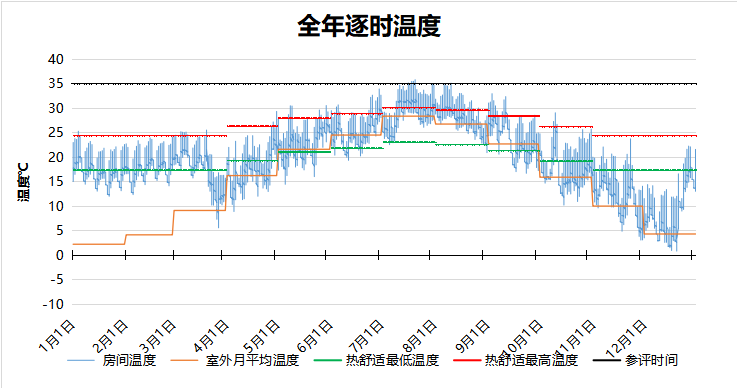 全年逐时温度
温度℃
40
35
30
25
20
15
10
5
0
-5
-10
1月1日
2月1日
3月1日
4月1日
5月1日
6月1日
7月1日
8月1日
9月1日
10月1日
11月1日
12月1日
房间温度 室外月平均温度 热舒适最低温度 热舒适最高温度 参评时间